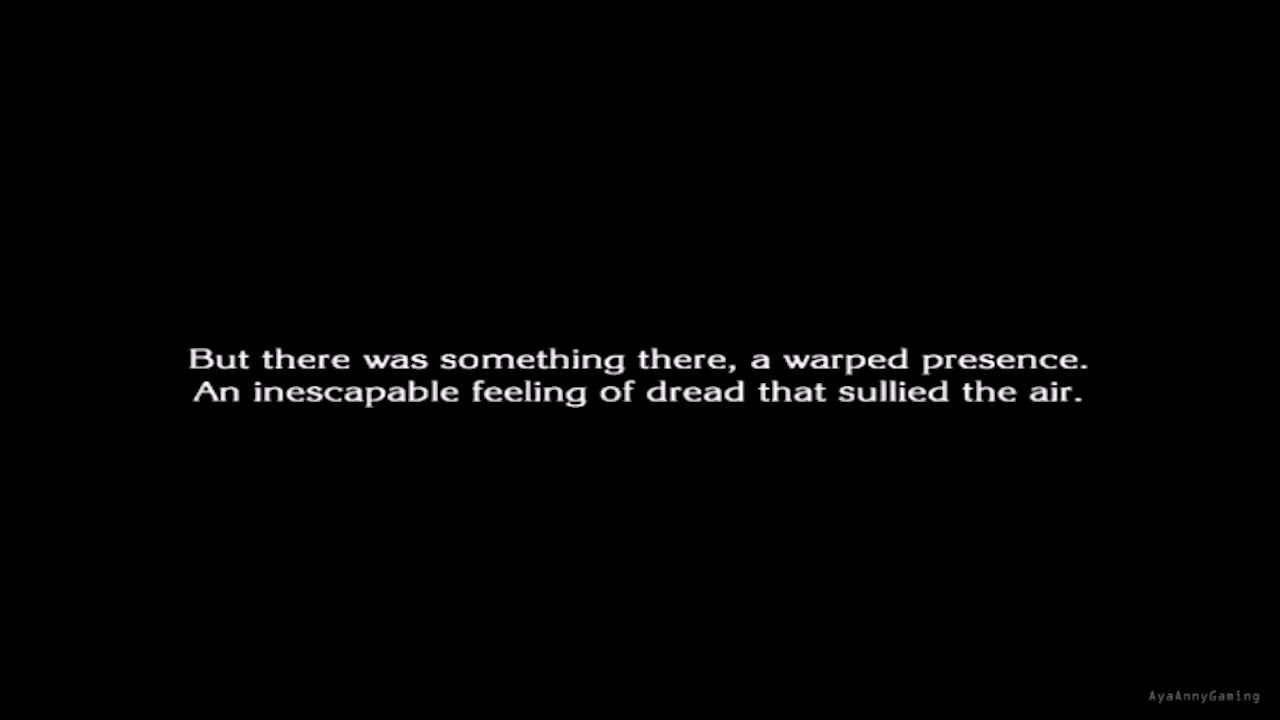 But there was something there, a warped presence.
An inescapable feeling of dread that sullied the air.
AyaAnnyGaming